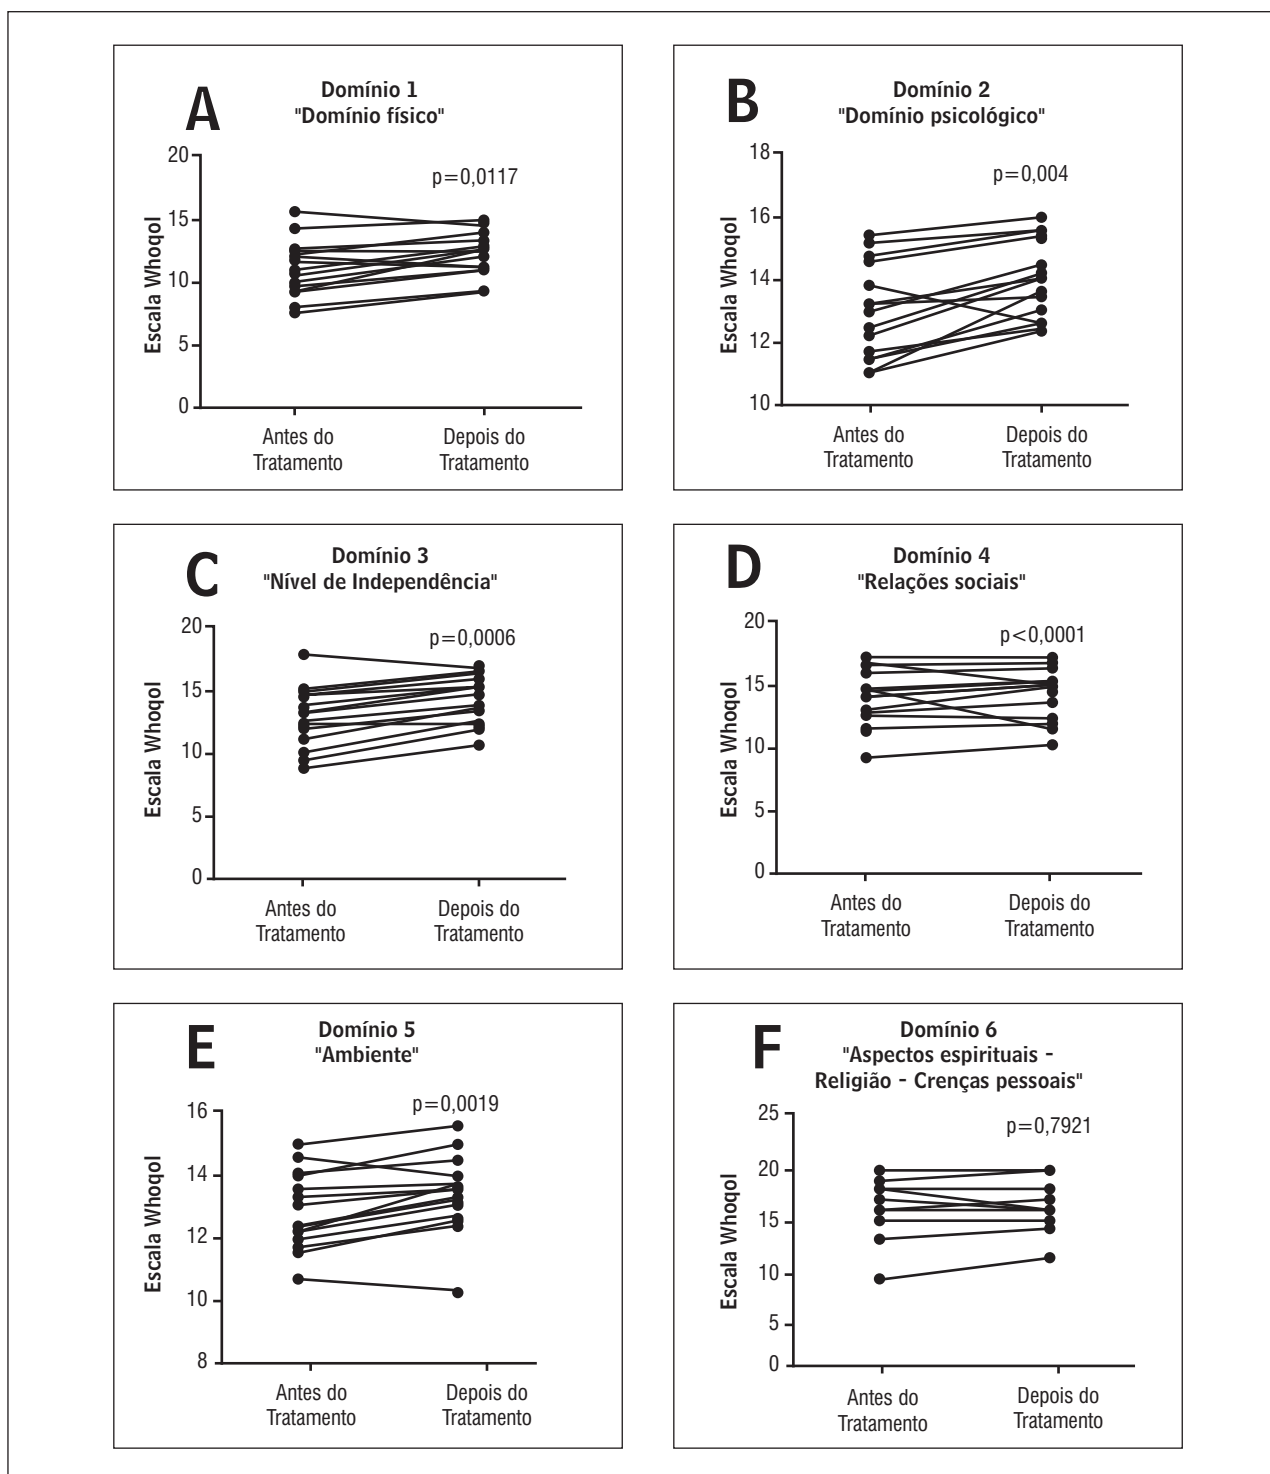 A
Domínio 1
"Domínio físico"
p=0,0117
Escala Whoqol
20
15
10
5
0
Antes do
Tratamento
Depois do
Tratamento
B
Domínio 2
"Domínio psicológico"
p=0,004
Escala Whoqol
18
16
14
12
10
Antes do
Tratamento
Depois do
Tratamento
C
Domínio 3
"Nível de Independência"
p=0,0006
Escala Whoqol
20
15
10
5
0
Antes do
Tratamento
Depois do
Tratamento
D
Domínio 4
"Relações sociais"
p<0,0001
Escala Whoqol
20
15
10
5
0
Antes do
Tratamento
Depois do
Tratamento
E
Domínio 5
"Ambiente"
p=0,0019
Escala Whoqol
16
14
12
10
8
Antes do
Tratamento
Depois do
Tratamento
F
Domínio 6
"Aspectos espirituais -
Religião - Crenças pessoais"
p=0,7921
Escala Whoqol
25
20
15
10
5
0
Antes do
Tratamento
Depois do
Tratamento